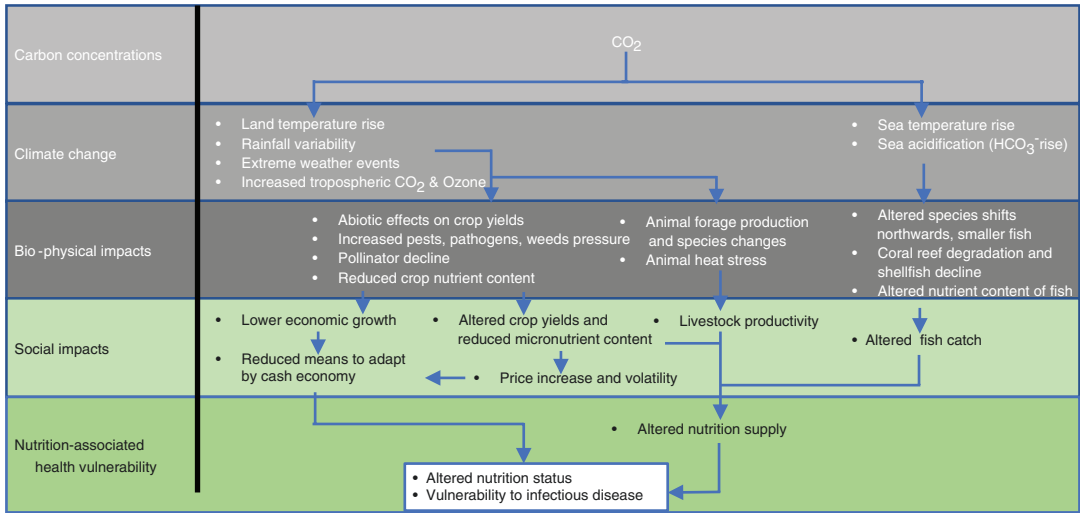 Carbon concentrations
CO₂
Climate change
• Land temperature rise
• Rainfall variability
• Extreme weather events
• Increased tropospheric CO₂ & Ozone
• Sea temperature rise
• Sea acidification (HCO₃⁻rise)
Bio-physical impacts
• Abiotic effects on crop yields
• Increased pests, pathogens, weeds pressure
• Pollinator decline
• Reduced crop nutrient content
• Animal forage production
and species changes
• Animal heat stress
• Altered species shifts
northwards, smaller fish
• Coral reef degradation and
shellfish decline
• Altered nutrient content of fish
Social impacts
• Lower economic growth
• Reduced means to adapt
by cash economy
• Altered crop yields and
reduced micronutrient content
• Price increase and volatility
• Livestock productivity
• Altered fish catch
Nutrition-associated
health vulnerability
• Altered nutrition supply
• Altered nutrition status
• Vulnerability to infectious disease